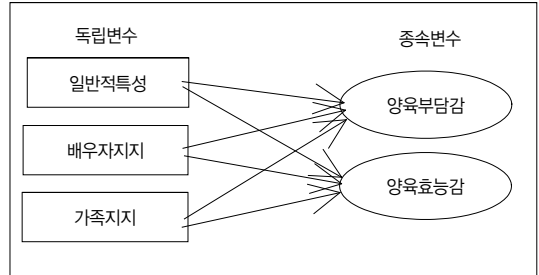 독립변수
종속변수
일반적특성
양육부담감
배우자지지
양육효능감
가족지지